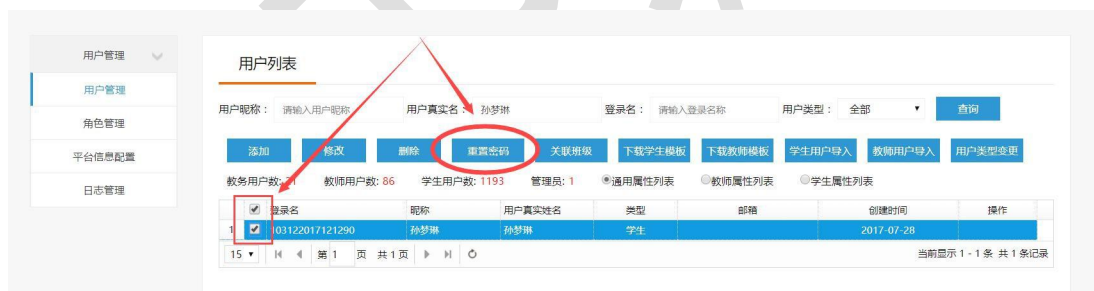 用户管理
用户管理
角色管理
平台信息配置
日志管理
用户列表
用户昵称： 请输入用户昵称 用户真实名： 孙梦琳 登录名： 请输入登录名称 用户类型： 全部 查询
添加 修改 删除 重置密码 关联班级 下载学生模板 下载教师模板 学生用户导入 教师用户导入 用户类型变更
教务用户数: 教师用户数: 86 学生用户数: 1193 管理员: 1 通用属性列表 教师属性列表 学生属性列表
登录名 昵称 用户真实姓名 类型 邮箱 创建时间 操作
1 103122017121290 孙梦琳 孙梦琳 学生 2017-07-28
15 第 1 页 共 1 页 当前显示 1 - 1 条 共 1 条记录